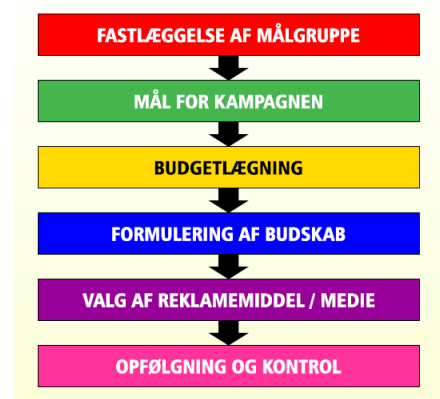 FASTLÆGGELSE AF MÅLGRUPPE
MÅL FOR KAMPAGNEN
BUDGETLÆGNING
FORMULERING AF BUDSKAB
VALG AF REKLAMEMIDDEL / MEDIE
OPFØLGNING OG KONTROL